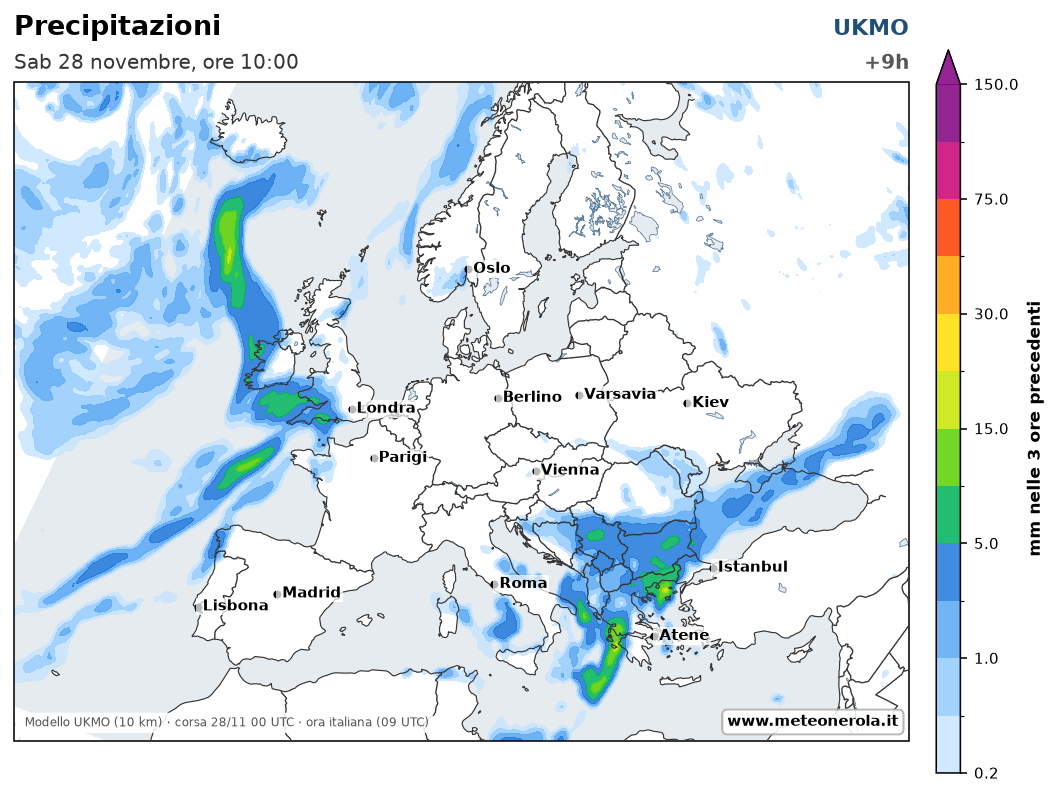 Precipitazioni
UKMO
Sab 28 novembre, ore 10:00
+9h
150.0
75.0
30.0
15.0
5.0
1.0
0.2
mm nelle 3 ore precedenti
Oslo
Londra
Berlino
Varsavia
Kiev
Parigi
Vienna
Istanbul
Roma
Madrid
Lisbona
Atene
Modello UKMO (10 km) · corsa 28/11 00 UTC · ora italiana (09 UTC)
www.meteonerola.it